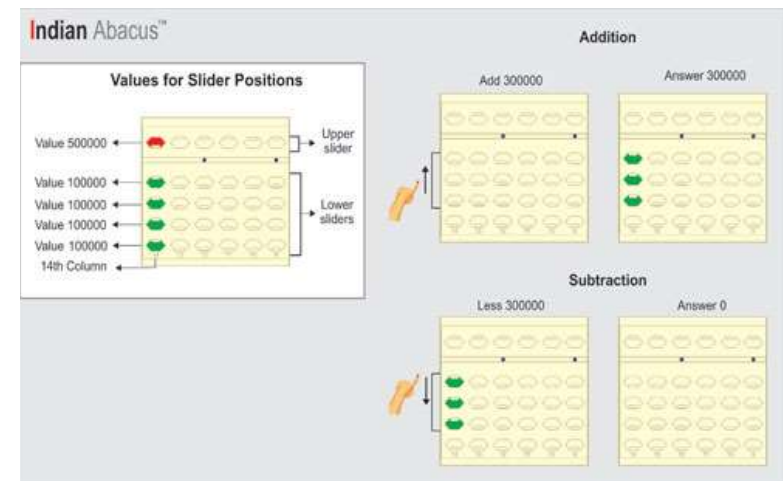 Indian Abacus™
Values for Slider Positions
Value 500000
Upper
slider
Value 100000
Value 100000
Value 100000
Value 100000
Lower
sliders
14th Column
Addition
Add 300000
Answer 300000
Subtraction
Less 300000
Answer 0